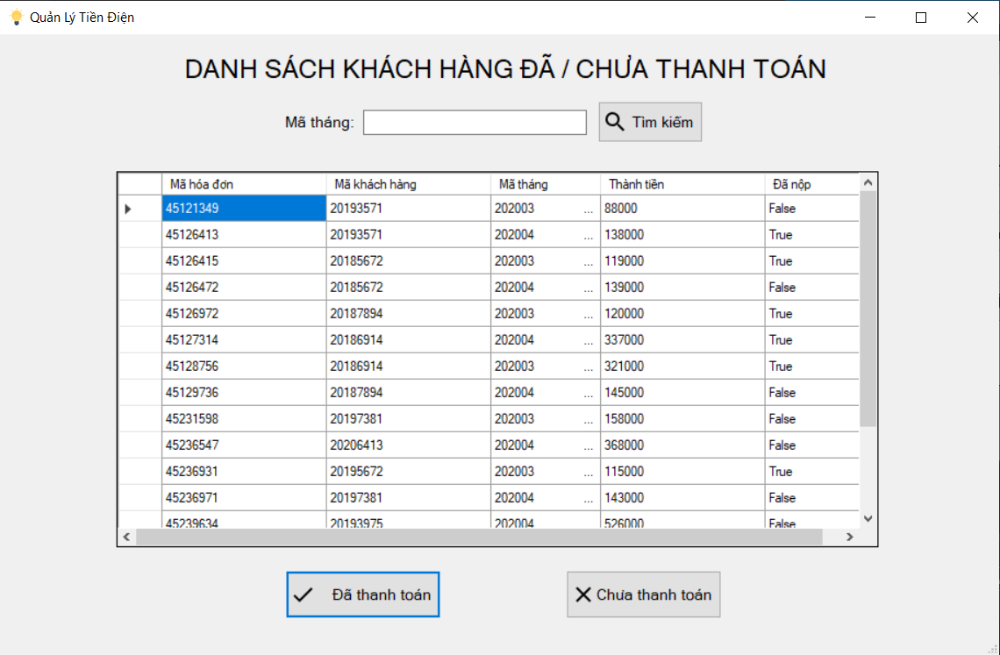 Quản Lý Tiền Điện
DANH SÁCH KHÁCH HÀNG ĐÃ / CHƯA THANH TOÁN
Mã tháng: Tìm kiếm
Mã hóa đơn Mã khách hàng Mã tháng Thành tiền Đã nộp
45121349 20193571 202003 ... 88000 False
45126413 20193571 202004 ... 138000 True
45126415 20185672 202003 ... 119000 True
45126472 20185672 202004 ... 139000 False
45126972 20187894 202003 ... 120000 True
45127314 20186914 202004 ... 337000 True
45128756 20186914 202003 ... 321000 True
45129736 20187894 202004 ... 145000 False
45231598 20197381 202003 ... 158000 False
45236547 20206413 202004 ... 368000 False
45236931 20195672 202003 ... 115000 True
45236971 20197381 202004 ... 143000 False
45239634 20193975 202004 ... 526000 False
Đã thanh toán Chưa thanh toán